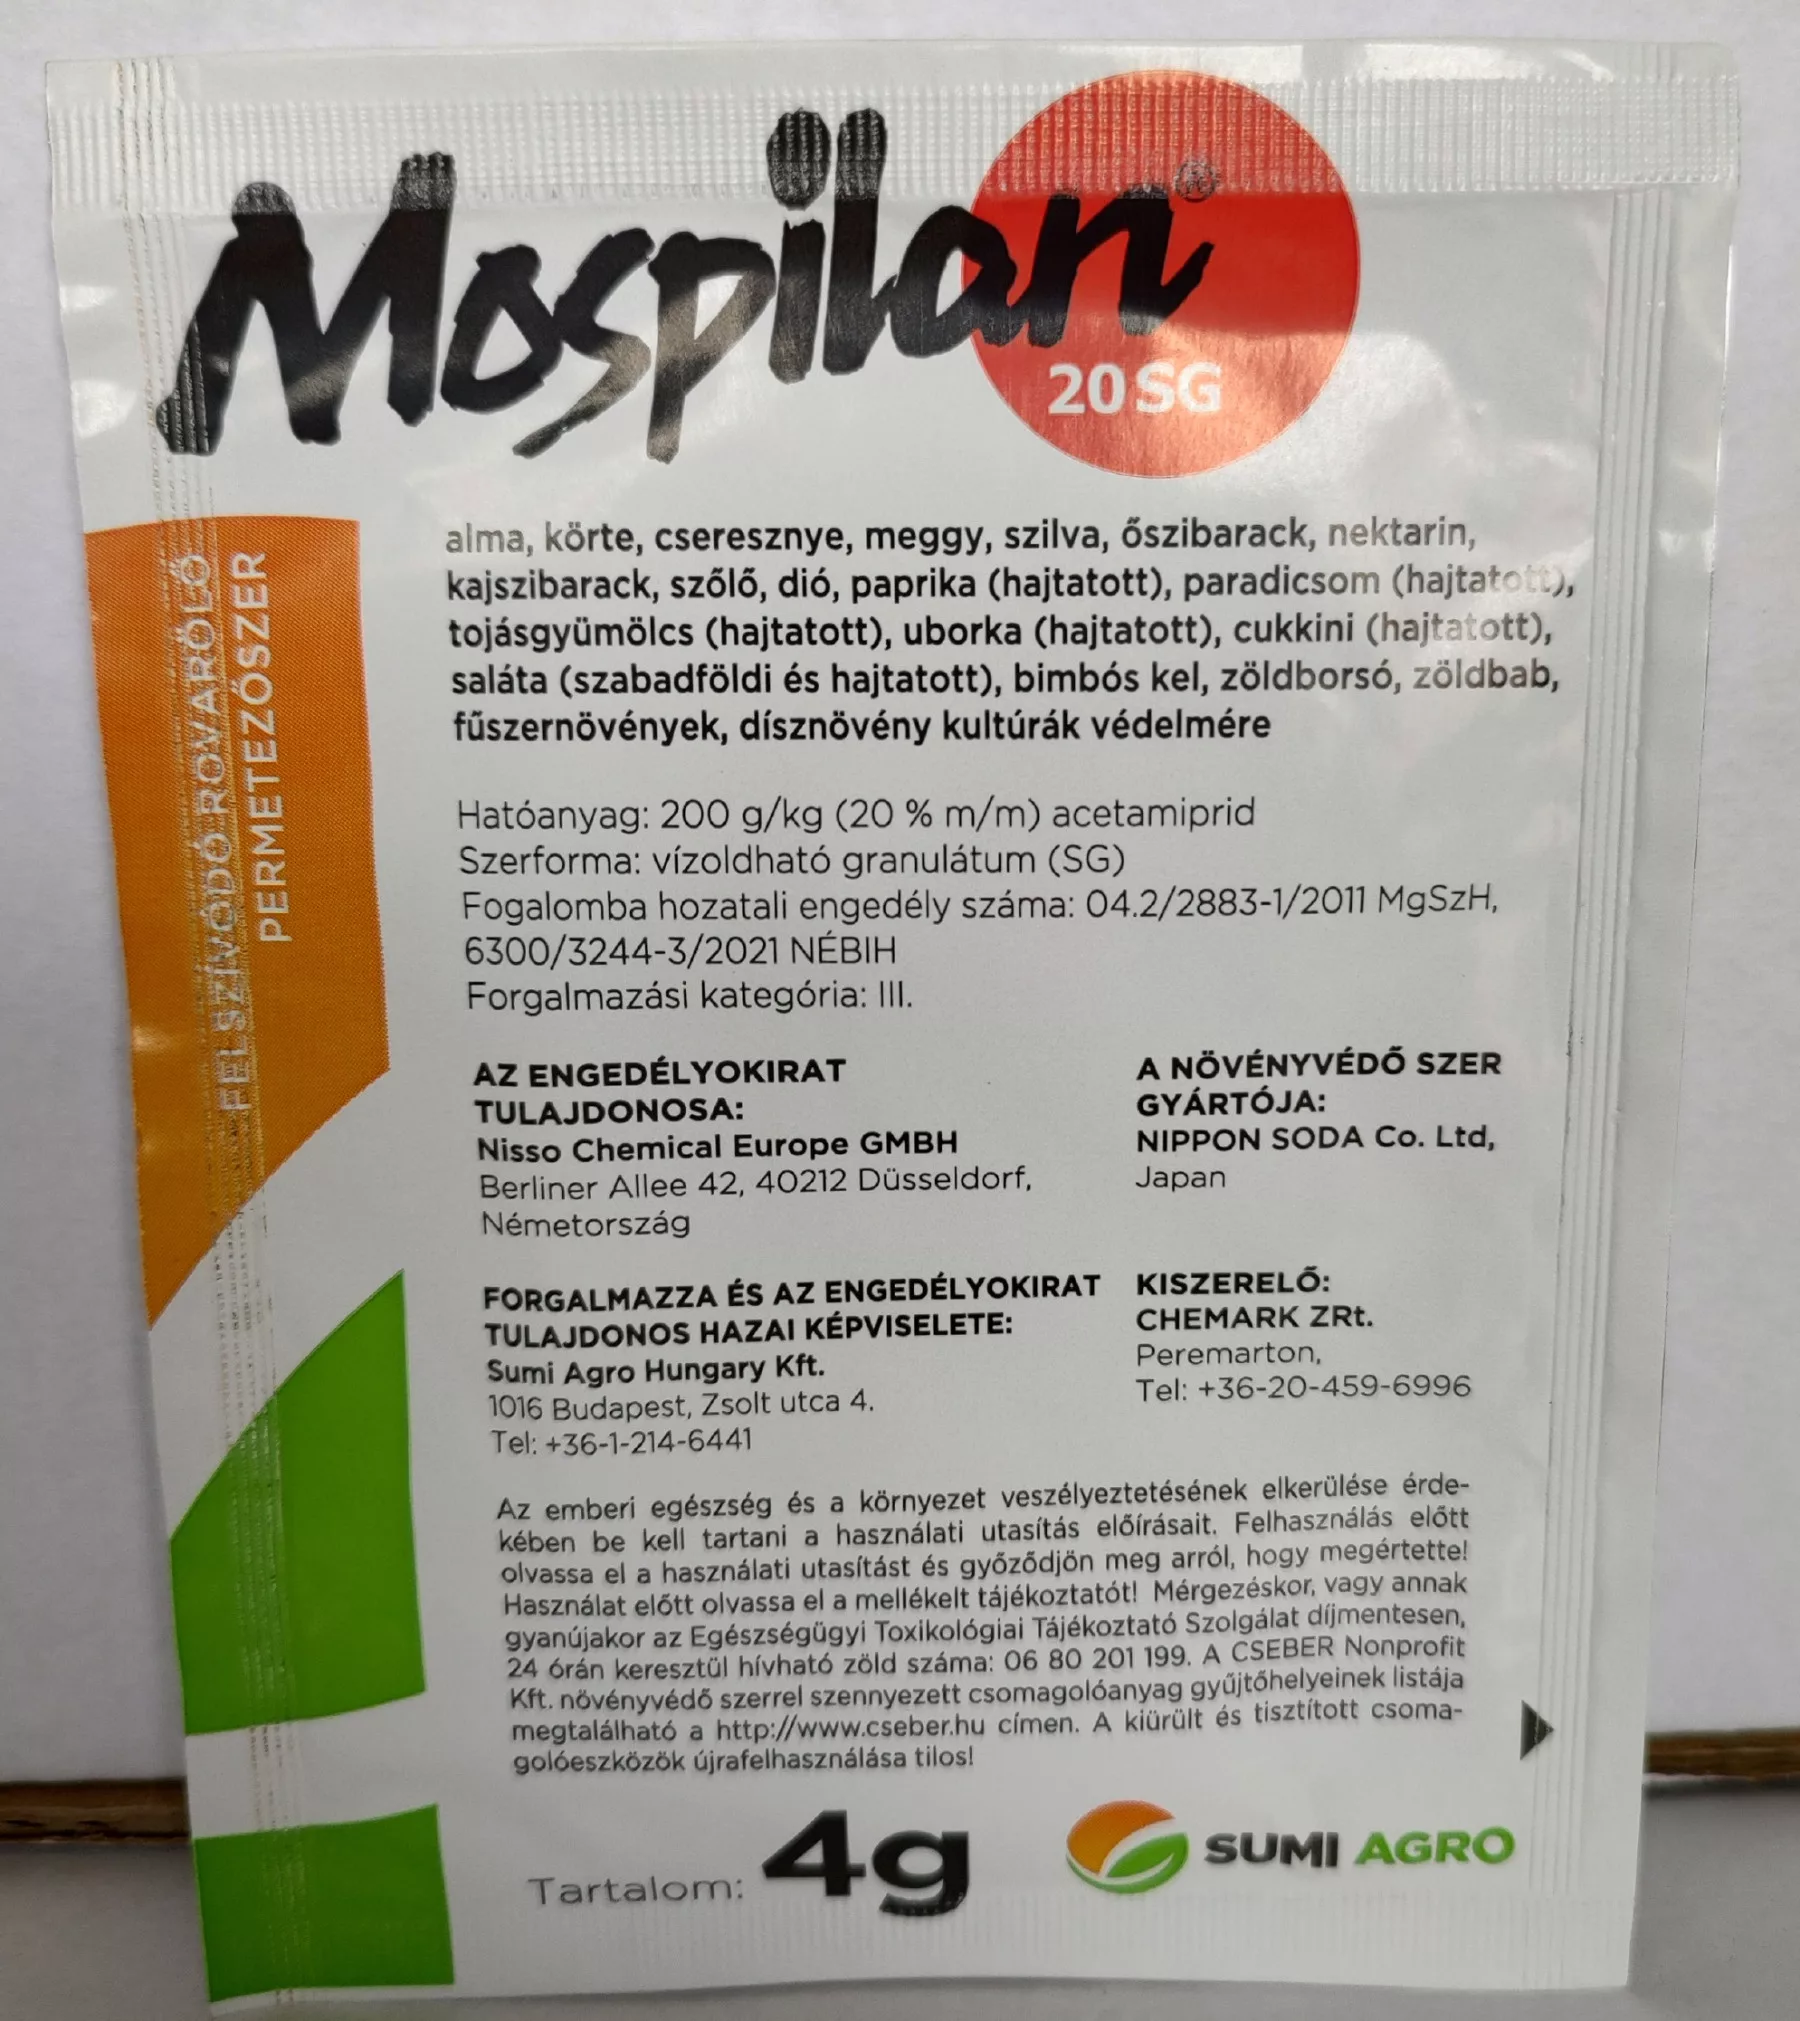 Mospilan®
20 SG
FELSZÍVÓDÓ ROVARÖLŐ
PERMETEZŐSZER
alma, körte, cseresznye, meggy, szilva, őszibarack, nektarin,
kajszibarack, szőlő, dió, paprika (hajtatott), paradicsom (hajtatott),
tojásgyümölcs (hajtatott), uborka (hajtatott), cukkini (hajtatott),
saláta (szabadföldi és hajtatott), bimbós kel, zöldborsó, zöldbab,
fűszernövények, dísznövény kultúrák védelmére
Hatóanyag: 200 g/kg (20 % m/m) acetamiprid
Szerforma: vízoldható granulátum (SG)
Fogalomba hozatali engedély száma: 04.2/2883-1/2011 MgSzH,
6300/3244-3/2021 NÉBIH
Forgalmazási kategória: III.
AZ ENGEDÉLYOKIRAT
TULAJDONOSA:
Nisso Chemical Europe GMBH
Berliner Allee 42, 40212 Düsseldorf,
Németország
A NÖVÉNYVÉDŐ SZER
GYÁRTÓJA:
NIPPON SODA Co. Ltd,
Japan
FORGALMAZZA ÉS AZ ENGEDÉLYOKIRAT
TULAJDONOS HAZAI KÉPVISELETE:
Sumi Agro Hungary Kft.
1016 Budapest, Zsolt utca 4.
Tel: +36-1-214-6441
KISZERELŐ:
CHEMARK ZRt.
Peremarton,
Tel: +36-20-459-6996
Az emberi egészség és a környezet veszélyeztetésének elkerülése érde-
kében be kell tartani a használati utasítás előírásait. Felhasználás előtt
olvassa el a használati utasítást és győződjön meg arról, hogy megértette!
Használat előtt olvassa el a mellékelt tájékoztatót! Mérgezéskor, vagy annak
gyanújakor az Egészségügyi Toxikológiai Tájékoztató Szolgálat díjmentesen,
24 órán keresztül hívható zöld száma: 06 80 201 199. A CSEBER Nonprofit
Kft. növényvédő szerrel szennyezett csomagolóanyag gyűjtőhelyeinek listája
megtalálható a http://www.cseber.hu címen. A kiürült és tisztított csoma-
golóeszközök újrafelhasználása tilos!
Tartalom: 4g
SUMI AGRO